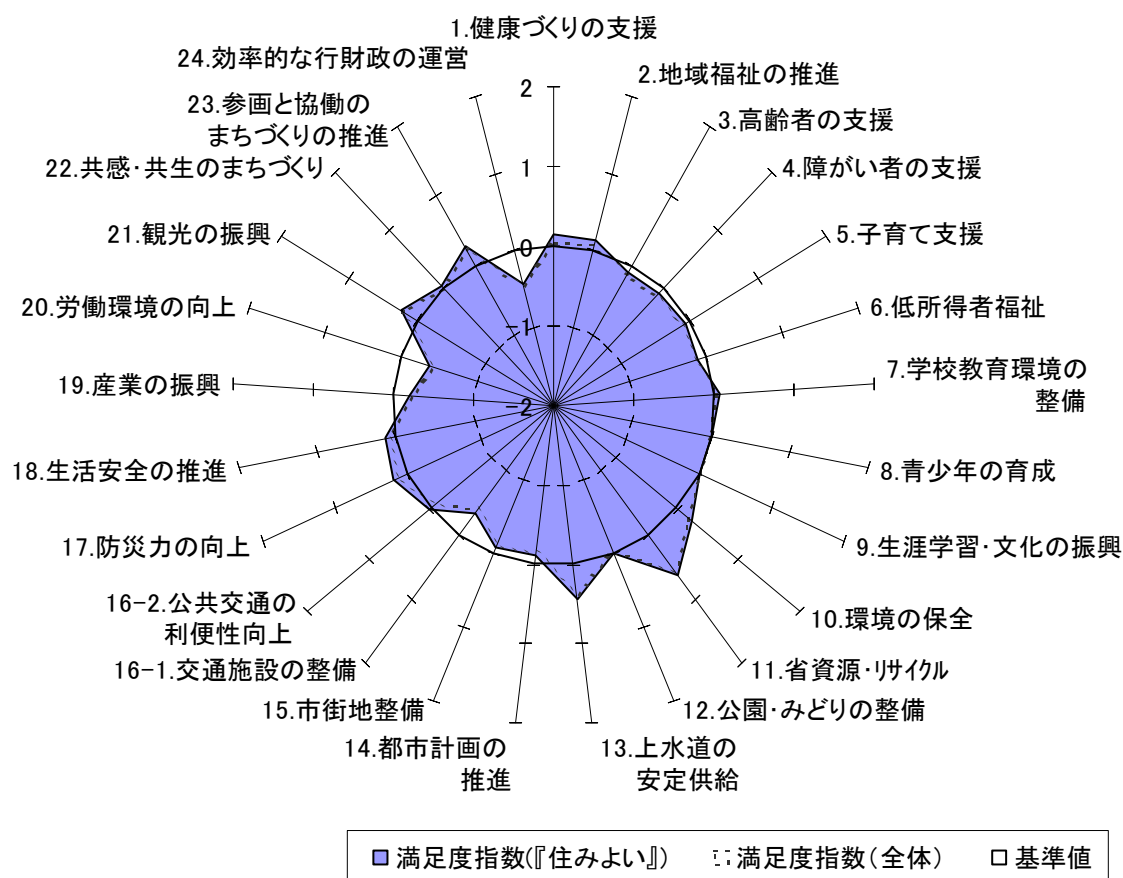 1.健康づくりの支援
2.地域福祉の推進
3.高齢者の支援
4.障がい者の支援
5.子育て支援
6.低所得者福祉
7.学校教育環境の
整備
8.青少年の育成
9.生涯学習･文化の振興
10.環境の保全
11.省資源･ﾘｻｲｸﾙ
12.公園･みどりの整備
13.上水道の
安定供給
14.都市計画の
推進
15.市街地整備
16-1.交通施設の整備
16-2.公共交通の
利便性向上
17.防災力の向上
18.生活安全の推進
19.産業の振興
20.労働環境の向上
21.観光の振興
22.共感･共生のまちづくり
23.参画と協働の
まちづくりの推進
24.効率的な行財政の運営
2
1
0
-1
-2
満足度指数(『住みよい』)
満足度指数(全体)
基準値